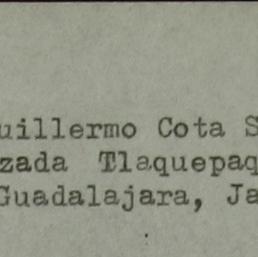 uillermo Cota S
zada Tlaquepaq
Guadalajara, Ja